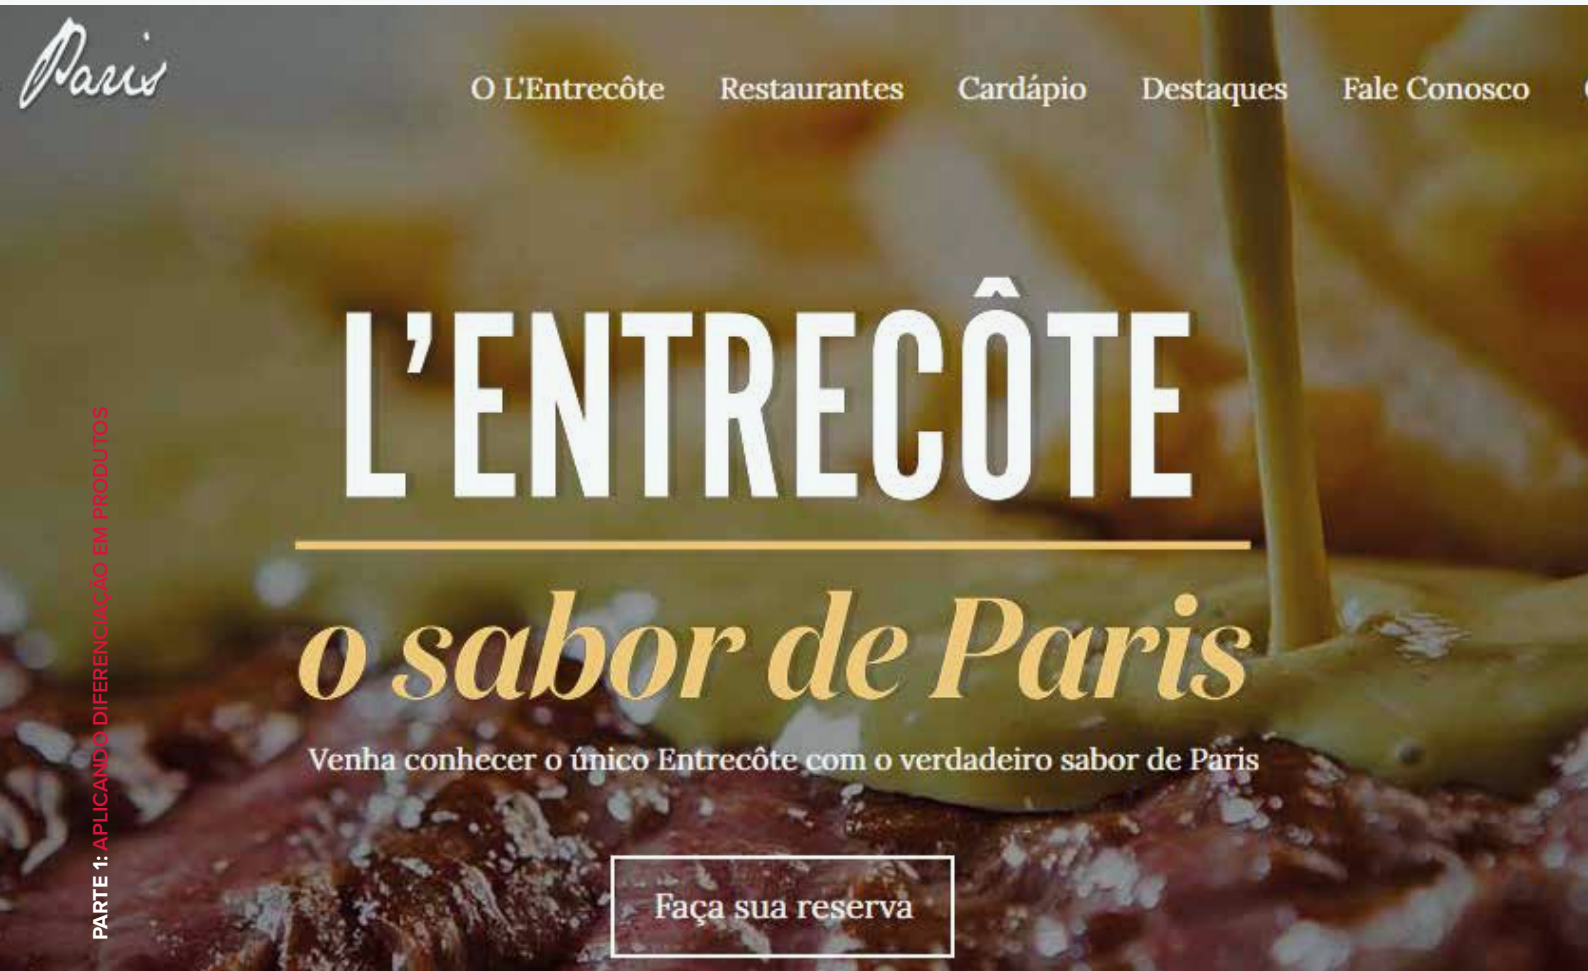 Paris
O L'Entrecôte Restaurantes Cardápio Destaques Fale Conosco
L’ENTRECÔTE
o sabor de Paris
Venha conhecer o único Entrecôte com o verdadeiro sabor de Paris
Faça sua reserva
PARTE 1: APLICANDO DIFERENCIAÇÃO EM PRODUTOS